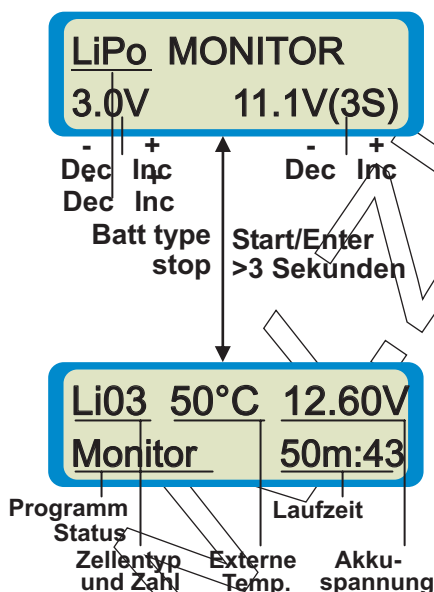 LiPo MONITOR
3.0V 11.1V(3S)
- + - +
Dec Inc Dec Inc
- +
Dec Inc
Batt type
stop
Start/Enter
>3 Sekunden
Li03 50°C 12.60V
Monitor 50m:43
Programm
Status
Laufzeit
Zellentyp
und Zahl
Externe
Temp.
Akku-
spannung